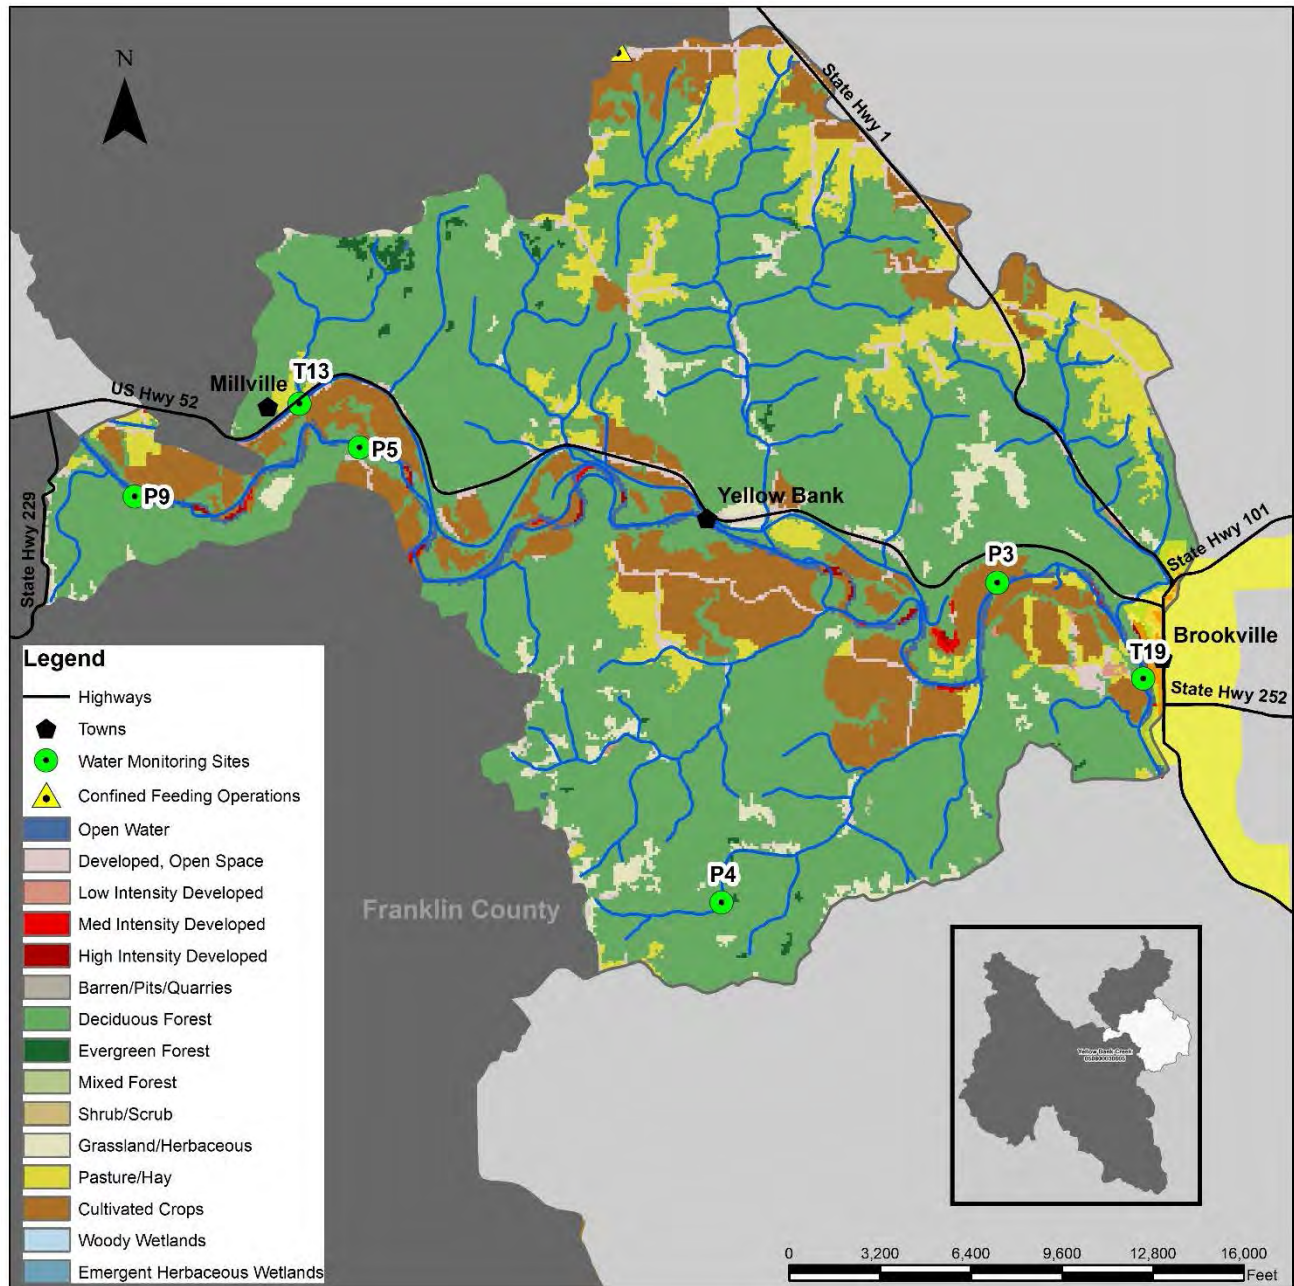 N
State Hwy 1
T13
Millville
US Hwy 52
P5
P9
Yellow Bank
State Hwy 229
State Hwy 101
P3
Brookville
T19
State Hwy 252
P4
Franklin County
Legend
Highways
Towns
Water Monitoring Sites
Confined Feeding Operations
Open Water
Developed, Open Space
Low Intensity Developed
Med Intensity Developed
High Intensity Developed
Barren/Pits/Quarries
Deciduous Forest
Evergreen Forest
Mixed Forest
Shrub/Scrub
Grassland/Herbaceous
Pasture/Hay
Cultivated Crops
Woody Wetlands
Emergent Herbaceous Wetlands
Yellow Bank Creek
0 3,200 6,400 9,600 12,800 16,000
Feet